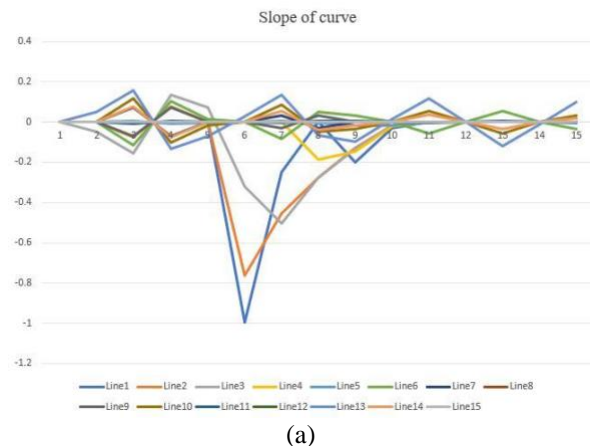 Slope of curve
0.4
0.2
0
1 2 3 4 5 6 7 8 9 10 11 12 13 14 15
-0.2
-0.4
-0.6
-0.8
-1
-1.2
Line1 Line2 Line3 Line4 Line5 Line6 Line7 Line8
Line9 Line10 Line11 Line12 Line13 Line14 Line15
(a)